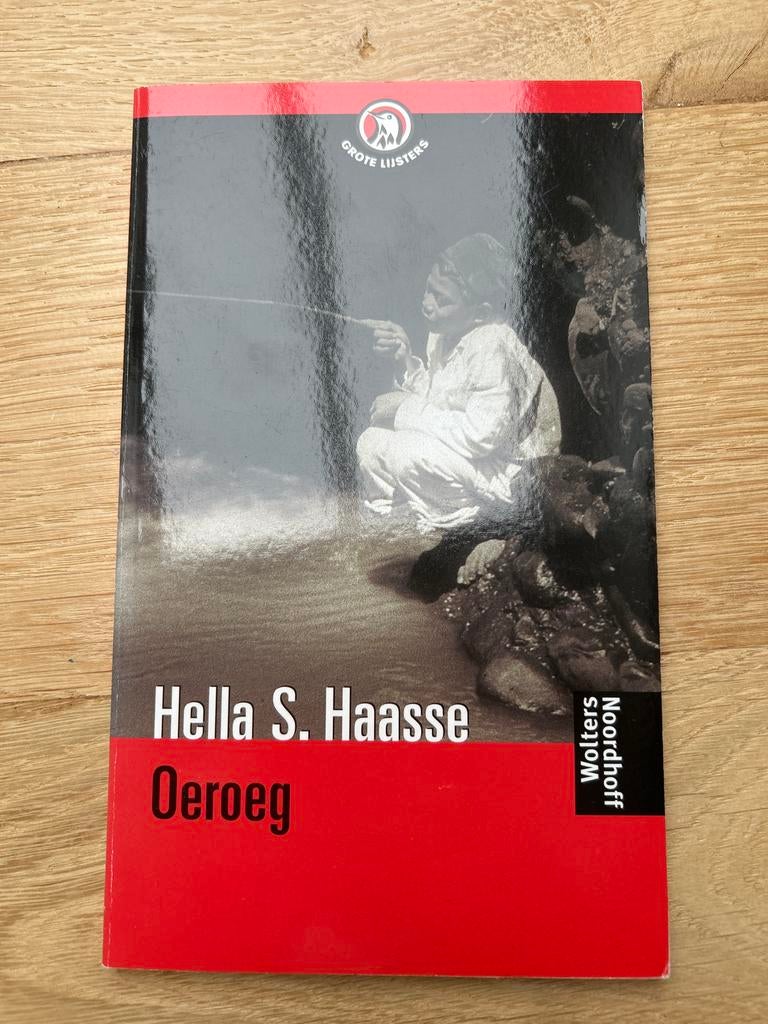 GROTE LIJSTERS
Hella S. Haasse
Oeroeg
Wolters
Noordhoff